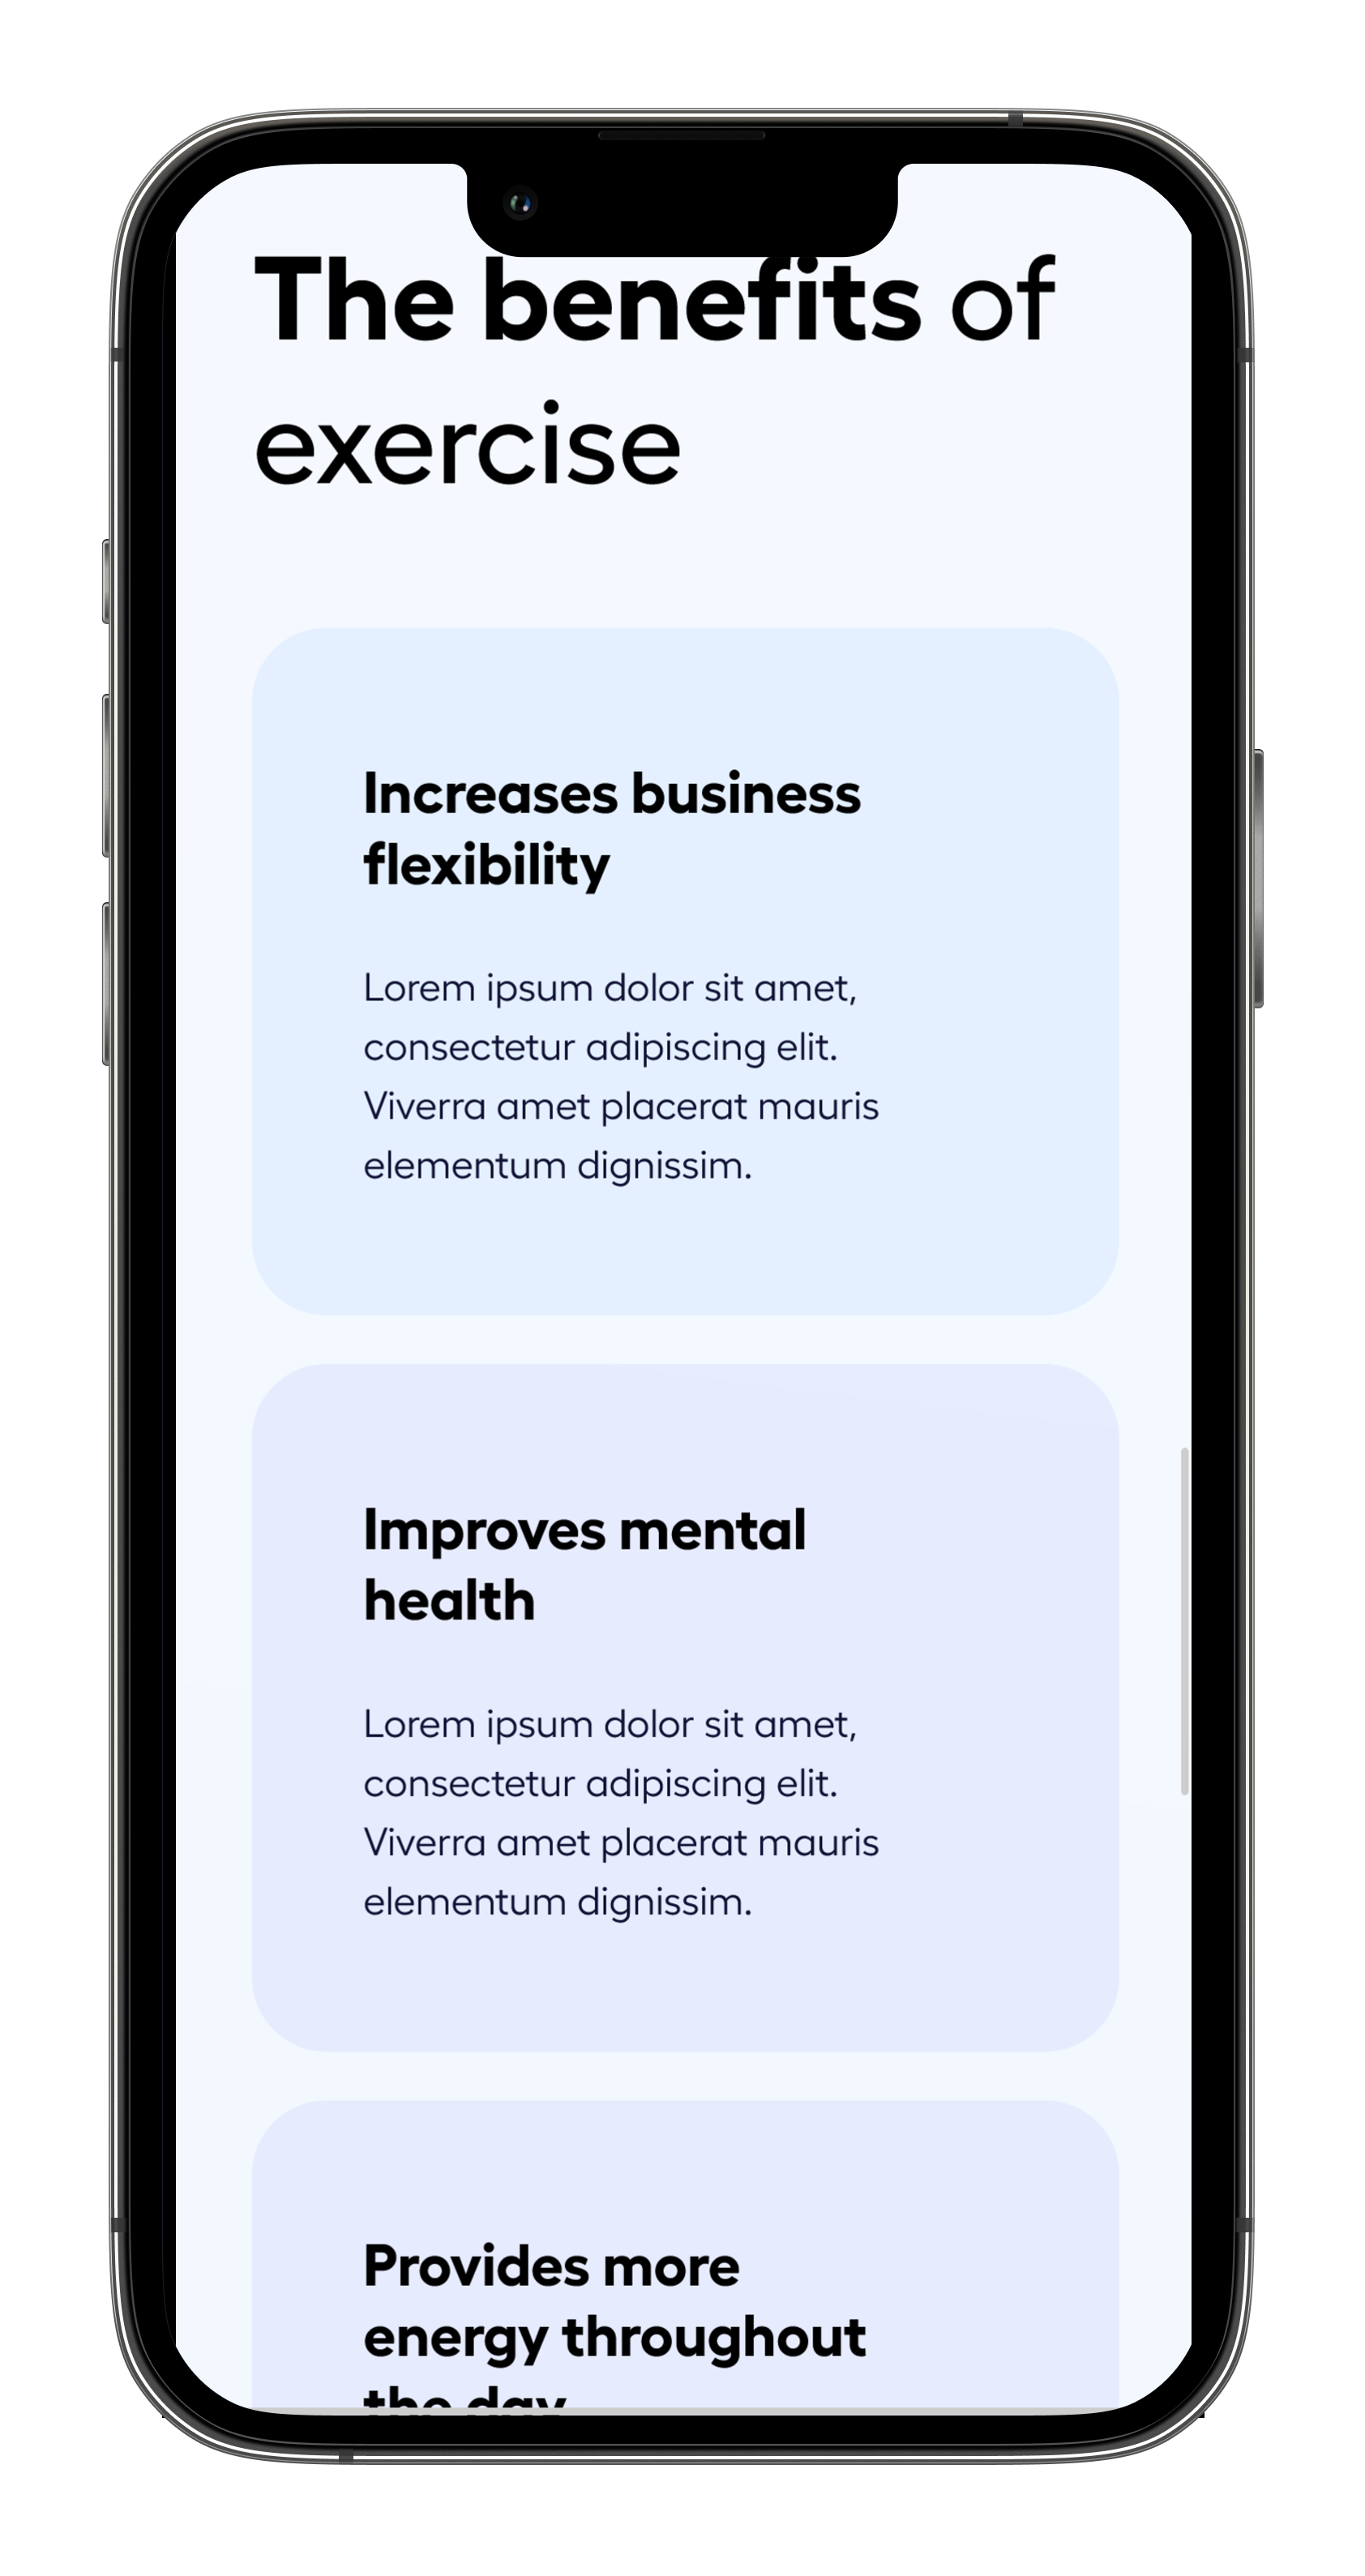 The benefits of
exercise
Increases business
flexibility
Lorem ipsum dolor sit amet,
consectetur adipiscing elit.
Viverra amet placerat mauris
elementum dignissim.
Improves mental
health
Lorem ipsum dolor sit amet,
consectetur adipiscing elit.
Viverra amet placerat mauris
elementum dignissim.
Provides more
energy throughout
the day